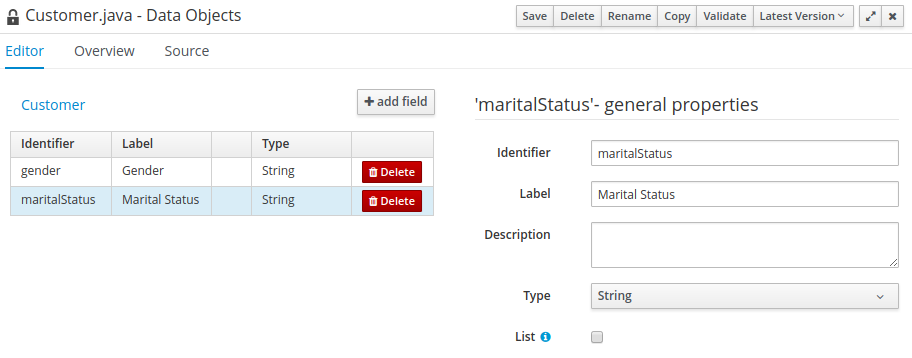 Customer.java - Data Objects
Save Delete Rename Copy Validate Latest Version
Editor Overview Source
Customer
+ add field
Identifier Label Type
gender Gender String Delete
maritalStatus Marital Status String Delete
'maritalStatus'- general properties
Identifier maritalStatus
Label Marital Status
Description
Type String
List